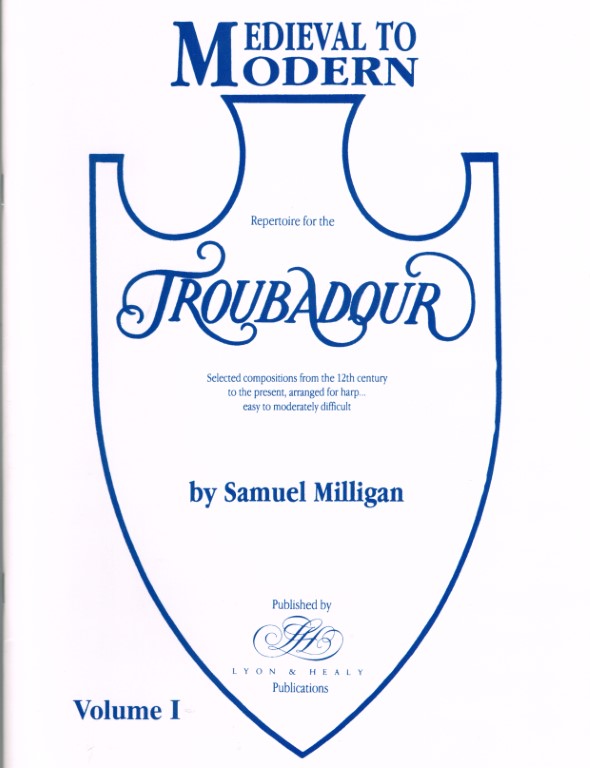 MEDIEVAL TO
MODERN
Repertoire for the
TROUBADOUR
Selected compositions from the 12th century
to the present, arranged for harp...
easy to moderately difficult
by Samuel Milligan
Published by
LH
LYON & HEALY
Publications
Volume I